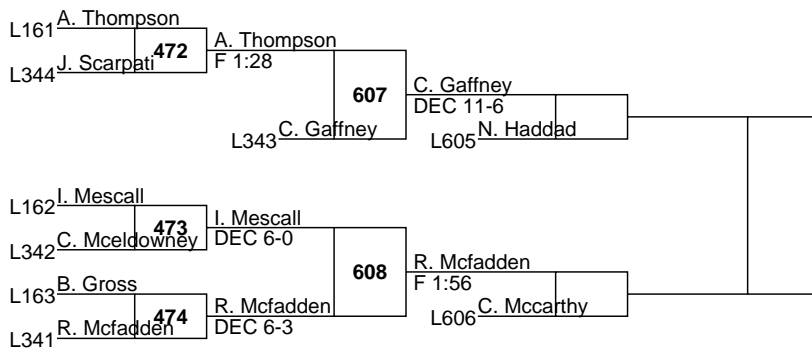 L161 A. Thompson
472
L344 J. Scarpati
A. Thompson
F 1:28
607
L343 C. Gaffney
C. Gaffney
DEC 11-6
L605 N. Haddad
L162 I. Mescall
473
L342 C. Mceldowney
I. Mescall
DEC 6-0
608
L163 B. Gross
474
L341 R. Mcfadden
R. Mcfadden
DEC 6-3
R. Mcfadden
F 1:56
L606 C. Mccarthy